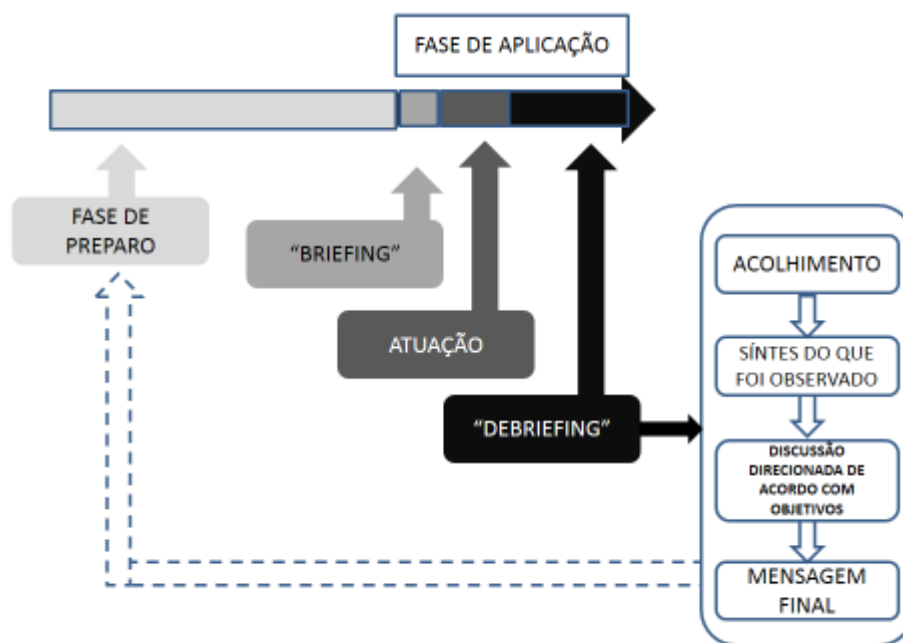 FASE DE APLICAÇÃO
FASE DE
PREPARO
“BRIEFING”
ATUAÇÃO
“DEBRIEFING”
ACOLHIMENTO
SÍNTES DO QUE
FOI OBSERVADO
DISCUSSÃO
DIRECIONADA DE
ACORDO COM
OBJETIVOS
MENSAGEM
FINAL